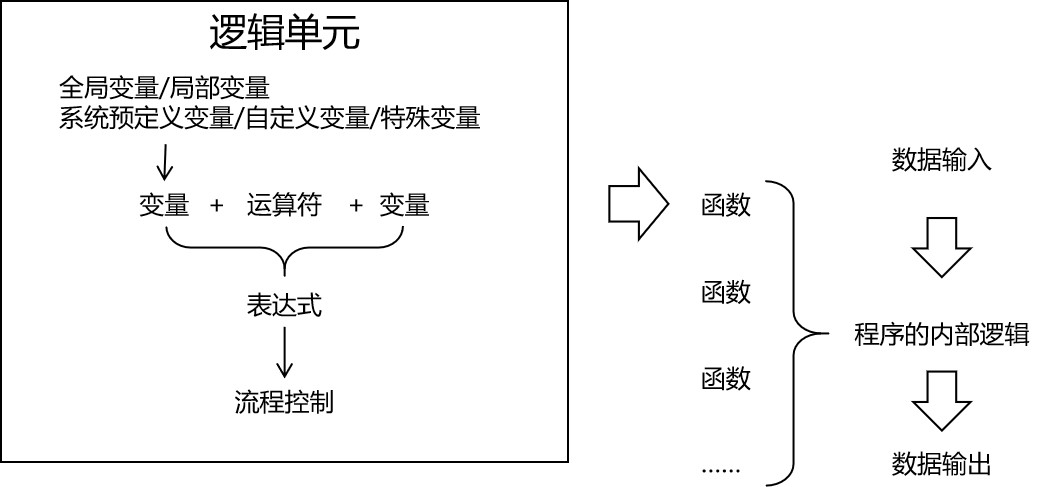 逻辑单元
全局变量/局部变量
系统预定义变量/自定义变量/特殊变量
变量 + 运算符 + 变量
表达式
流程控制
函数
函数
函数
......
数据输入
程序的内部逻辑
数据输出